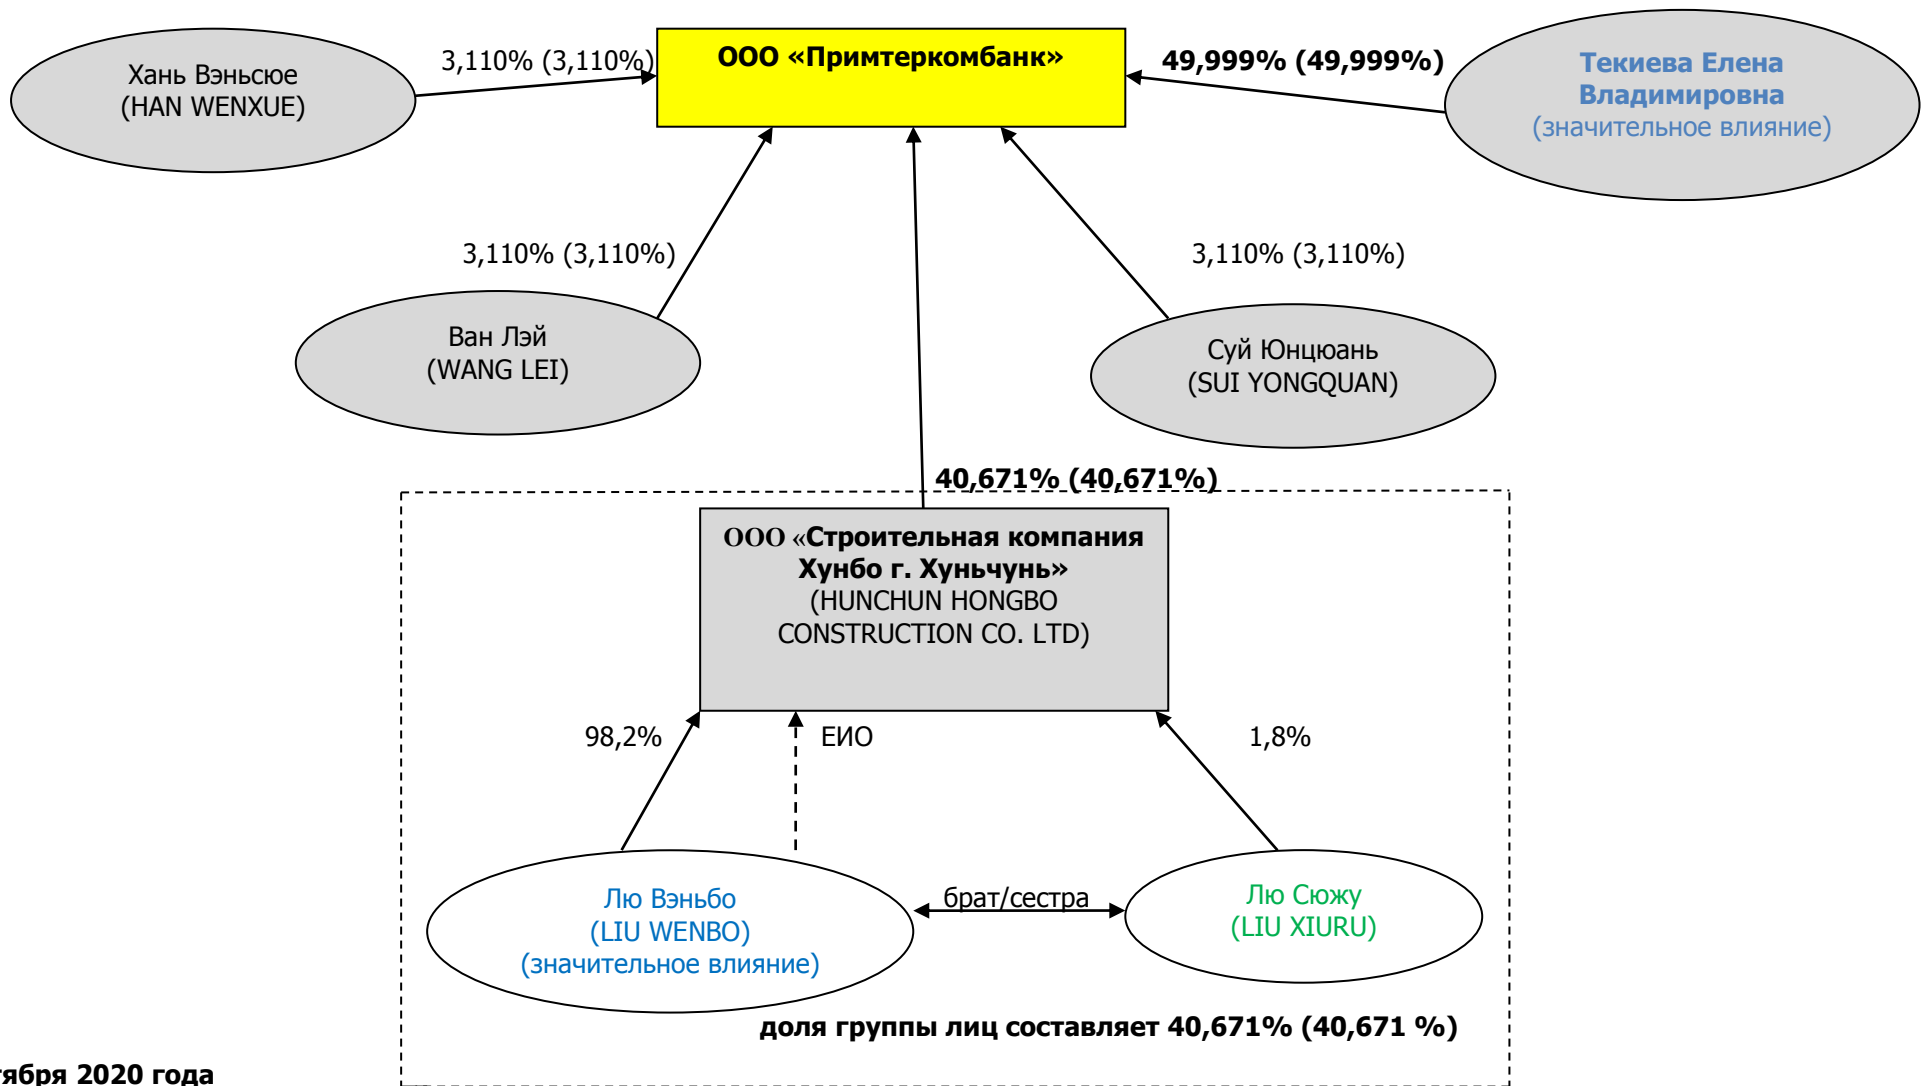 Хань Вэньсюе
(HAN WENXUE)
3,110% (3,110%)
ООО «Примтеркомбанк»
49,999% (49,999%)
Текиева Елена
Владимировна
(значительное влияние)
3,110% (3,110%)
3,110% (3,110%)
Ван Лэй
(WANG LEI)
Суй Юнцюань
(SUI YONGQUAN)
40,671% (40,671%)
ООО «Строительная компания
Хунбо г. Хуньчунь»
(HUNCHUN HONGBO
CONSTRUCTION CO. LTD)
98,2%
ЕИО
1,8%
Лю Вэньбо
(LIU WENBO)
(значительное влияние)
брат/сестра
Лю Сюжу
(LIU XIURU)
доля группы лиц составляет 40,671% (40,671 %)
2020 года